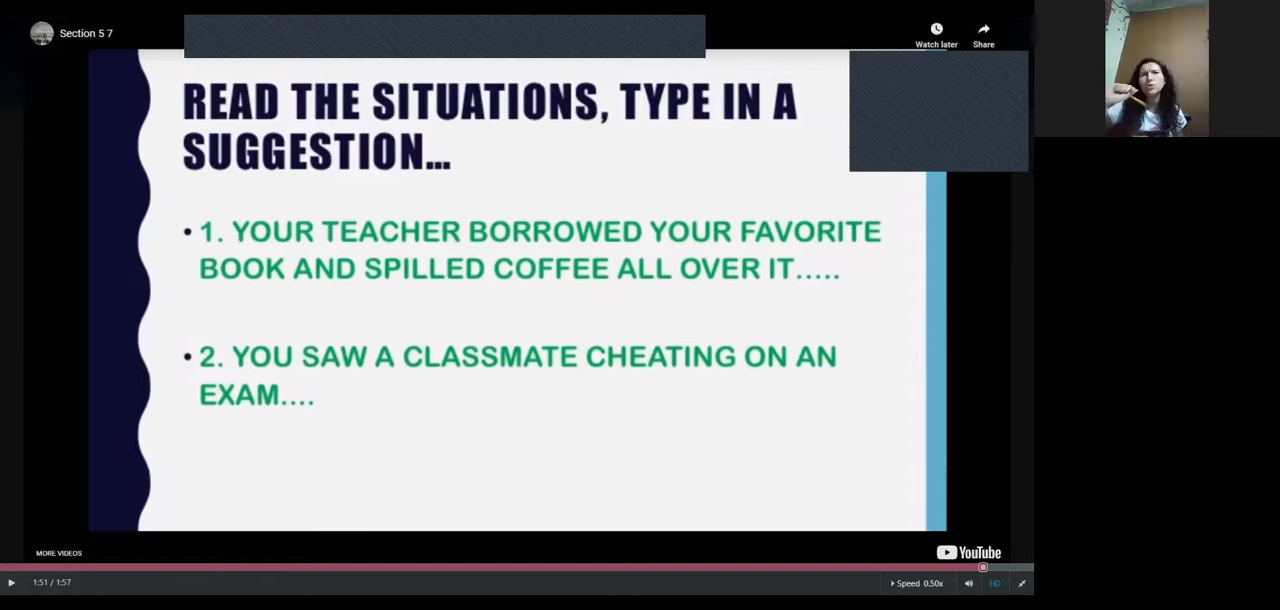 Section 5 7
Watch later
Share
READ THE SITUATIONS, TYPE IN A
SUGGESTION...
• 1. YOUR TEACHER BORROWED YOUR FAVORITE
BOOK AND SPILLED COFFEE ALL OVER IT.....
• 2. YOU SAW A CLASSMATE CHEATING ON AN
EXAM....
MORE VIDEOS
YouTube
1:51 / 1:57
Speed 0.50x
HD